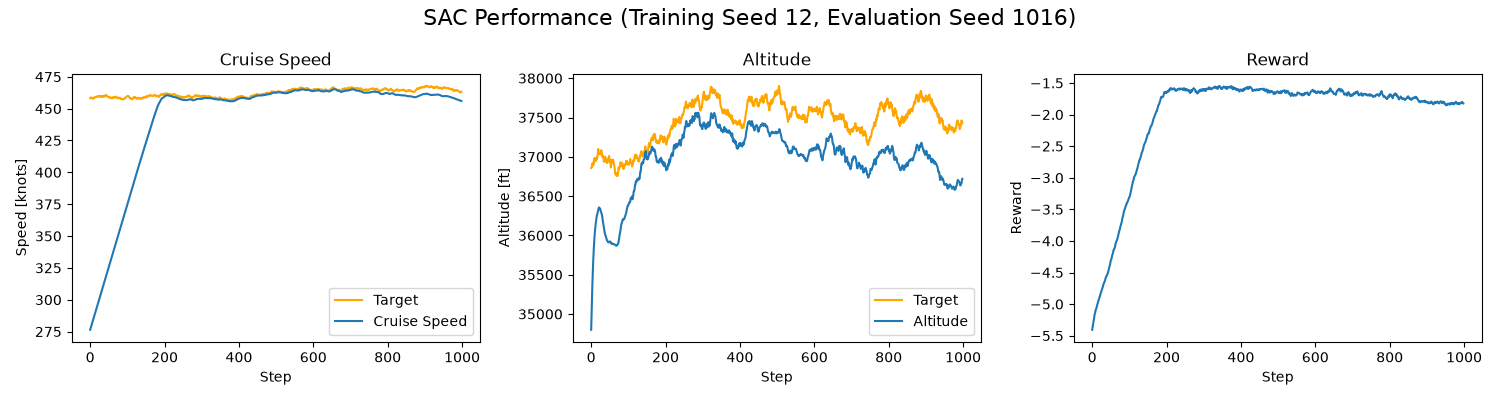 SAC Performance (Training Seed 12, Evaluation Seed 1016)
Cruise Speed
475
450
425
400
375
350
325
300
275
Speed [knots]
0 200 400 600 800 1000
Step
Target
Cruise Speed
Altitude
38000
37500
37000
36500
36000
35500
35000
Altitude [ft]
0 200 400 600 800 1000
Step
Target
Altitude
Reward
−1.5
−2.0
−2.5
−3.0
−3.5
−4.0
−4.5
−5.0
−5.5
Reward
0 200 400 600 800 1000
Step